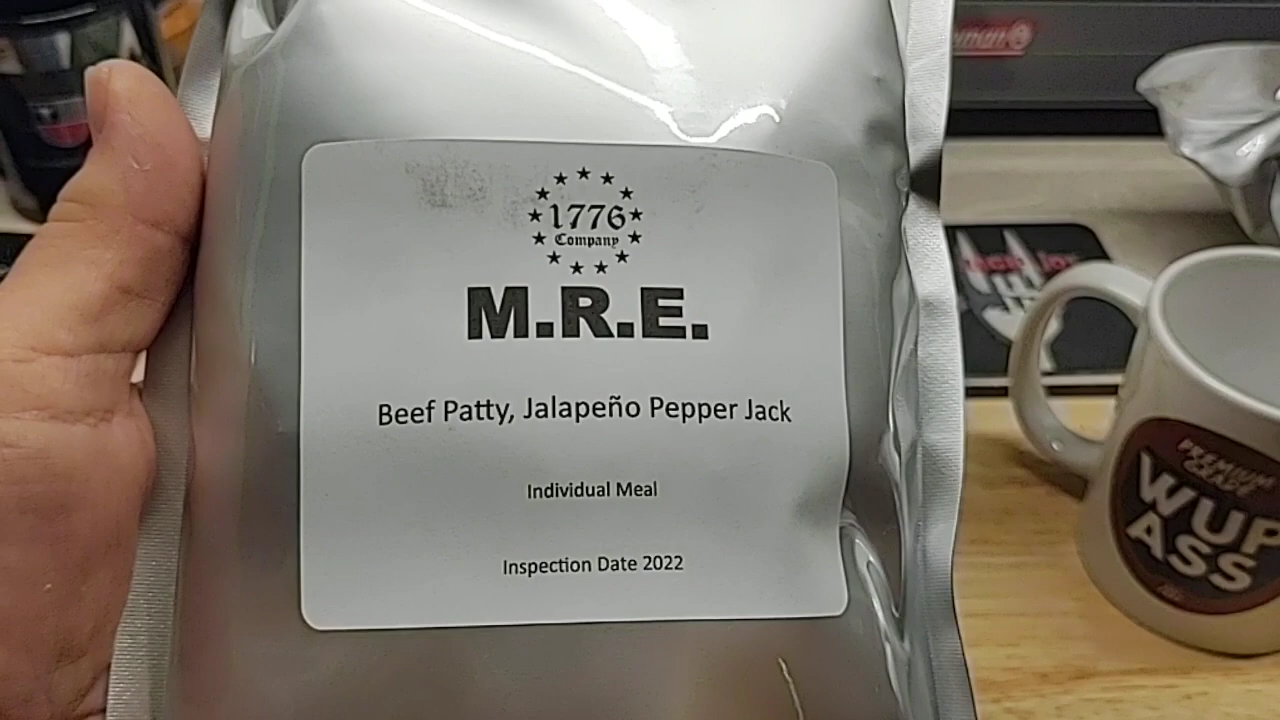 1776
Company
M.R.E.
Beef Patty, Jalapeño Pepper Jack
Individual Meal
Inspection Date 2022
PREMIUM
GRADE
WUP
ASS